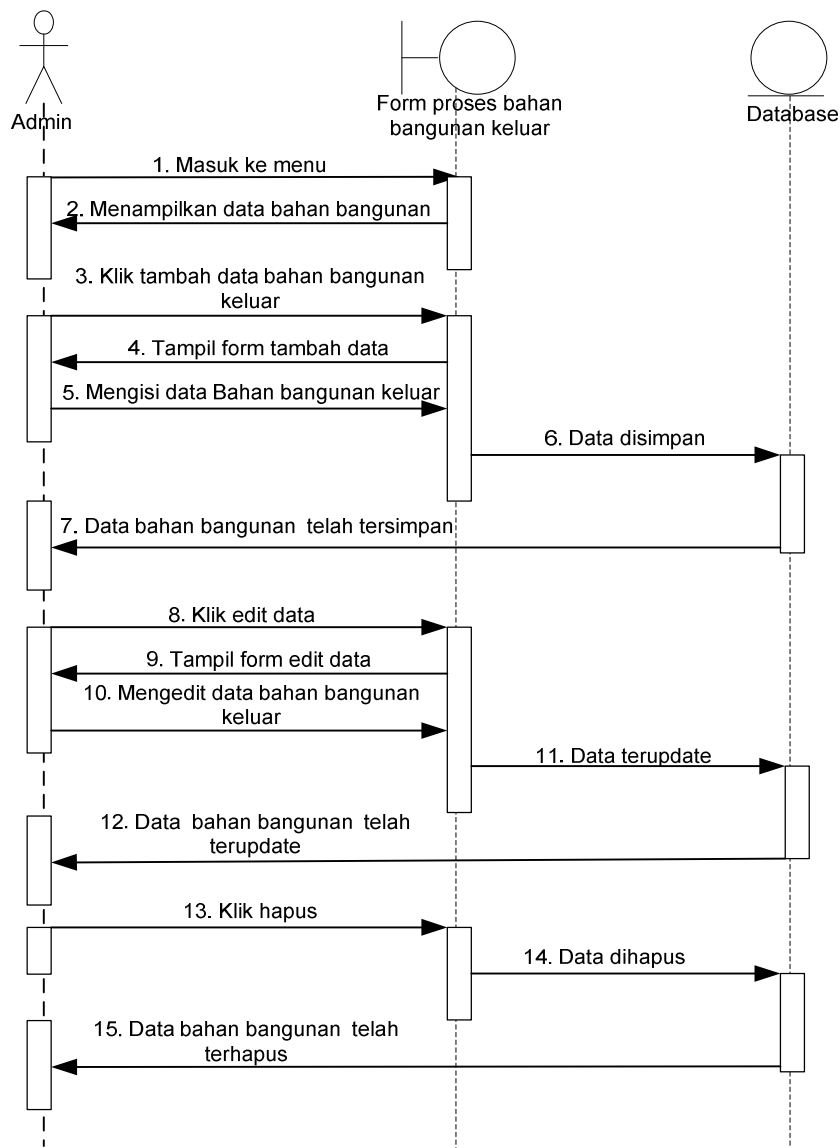 Admin
Form proses bahan
bangunan keluar
Database
1. Masuk ke menu
2. Menampilkan data bahan bangunan
3. Klik tambah data bahan bangunan
keluar
4. Tampil form tambah data
5. Mengisi data Bahan bangunan keluar
6. Data disimpan
7. Data bahan bangunan telah tersimpan
8. Klik edit data
9. Tampil form edit data
10. Mengedit data bahan bangunan
keluar
11. Data terupdate
12. Data bahan bangunan telah
terupdate
13. Klik hapus
14. Data dihapus
15. Data bahan bangunan telah
terhapus